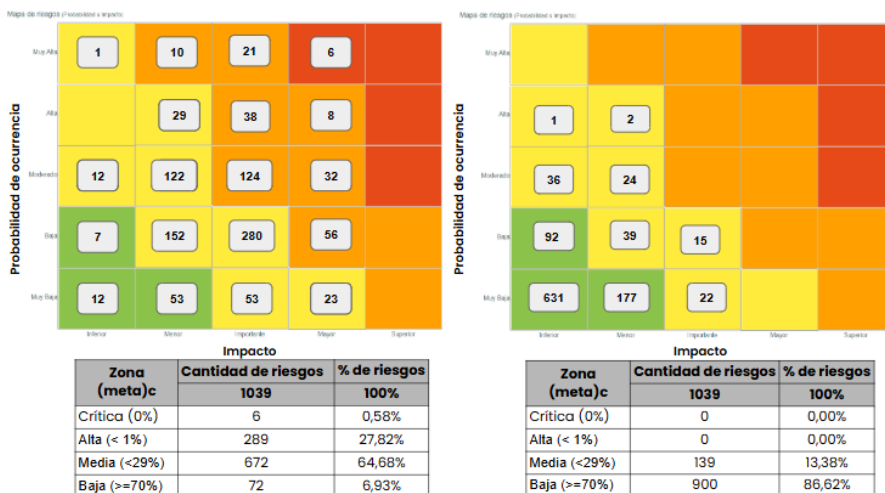 Mapa de riesgos (Probabilidad x Impacto)
Probabilidad de ocurrencia
Muy Alta 1 10 21 6
Alta 29 38 8
Moderado 12 122 124 32
Baja 7 152 280 56
Muy Baja 12 53 53 23
Inferior Menor Importante Mayor Superior
Impacto
Zona (meta)c Cantidad de riesgos % de riesgos
1039 100%
Crítica (0%) 6 0,58%
Alta (< 1%) 289 27,82%
Media (<29%) 672 64,68%
Baja (>=70%) 72 6,93%
Mapa de riesgos (Probabilidad x Impacto)
Probabilidad de ocurrencia
Muy Alta
Alta 1 2
Moderado 36 24
Baja 92 39 15
Muy Baja 631 177 22
Inferior Menor Importante Mayor Superior
Impacto
Zona (meta)c Cantidad de riesgos % de riesgos
1039 100%
Crítica (0%) 0 0,00%
Alta (< 1%) 0 0,00%
Media (<29%) 139 13,38%
Baja (>=70%) 900 86,62%